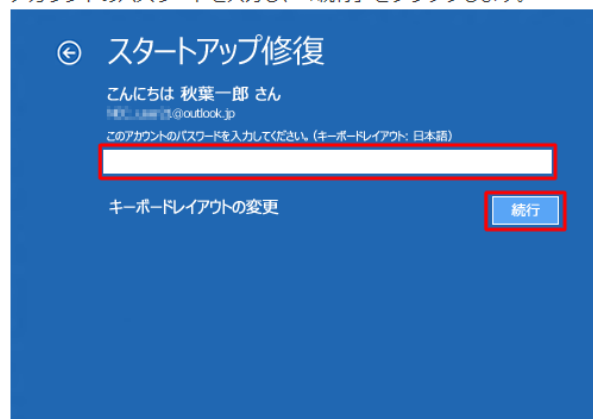 スタートアップ修復
こんにちは 秋葉一郎 さん
@outlook.jp
このアカウントのパスワードを入力してください。(キーボードレイアウト: 日本語)
キーボードレイアウトの変更
続行